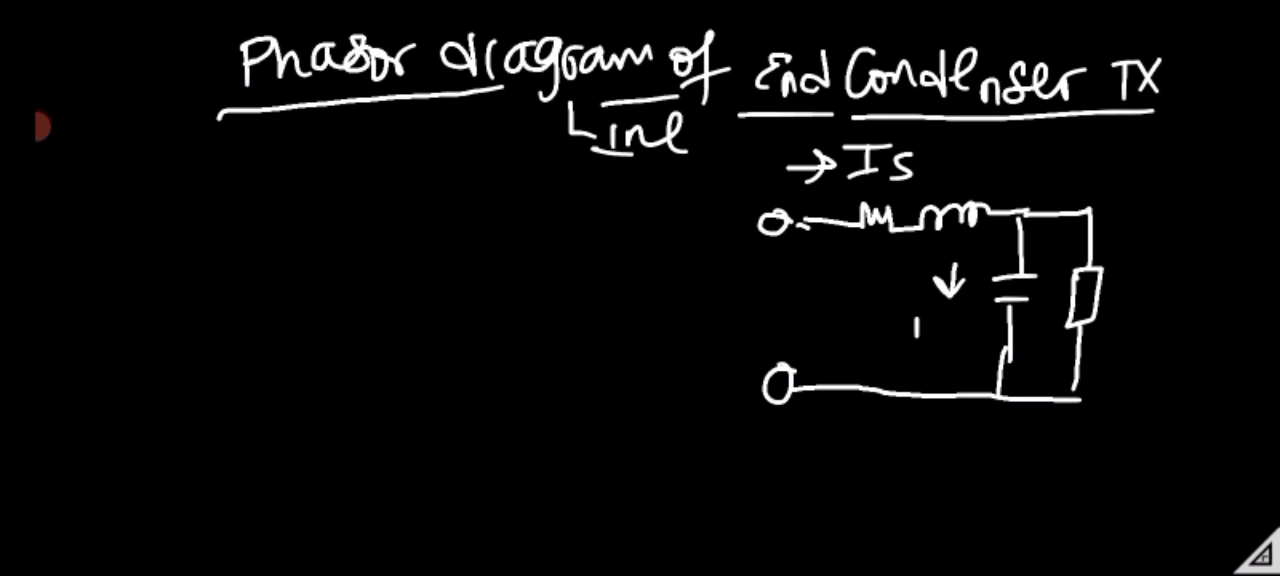 Phasor diagram of End Condenser TX
Line
→ Is
↓
I